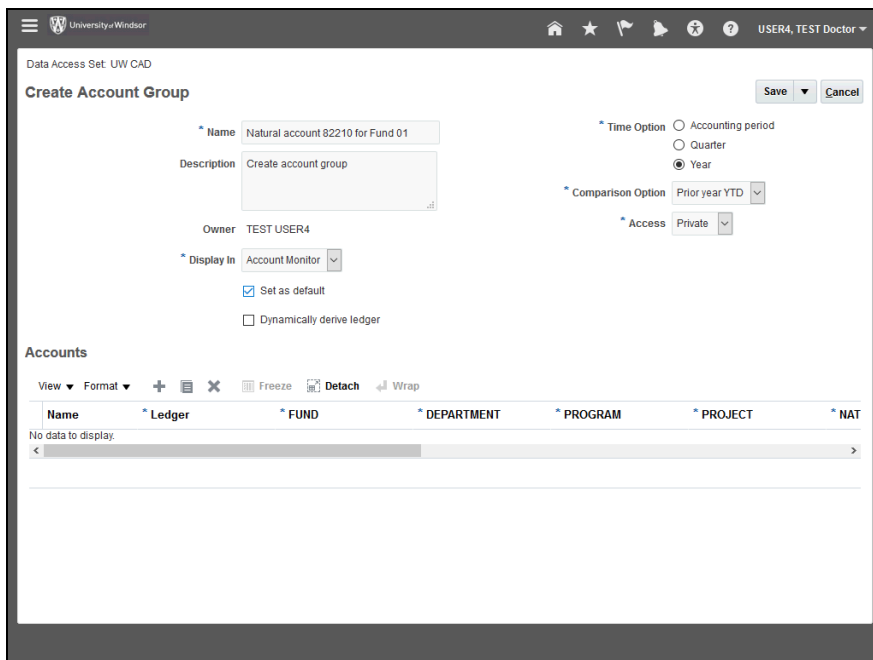 University of Windsor
USER4, TEST Doctor
Data Access Set: UW CAD
Create Account Group
Save
Cancel
* Name Natural account 82210 for Fund 01
Description Create account group
Owner TEST USER4
* Display In Account Monitor
Set as default
Dynamically derive ledger
* Time Option Accounting period
Quarter
Year
* Comparison Option Prior year YTD
* Access Private
Accounts
View Format Freeze Detach Wrap
Name * Ledger * FUND * DEPARTMENT * PROGRAM * PROJECT * NAT
No data to display.